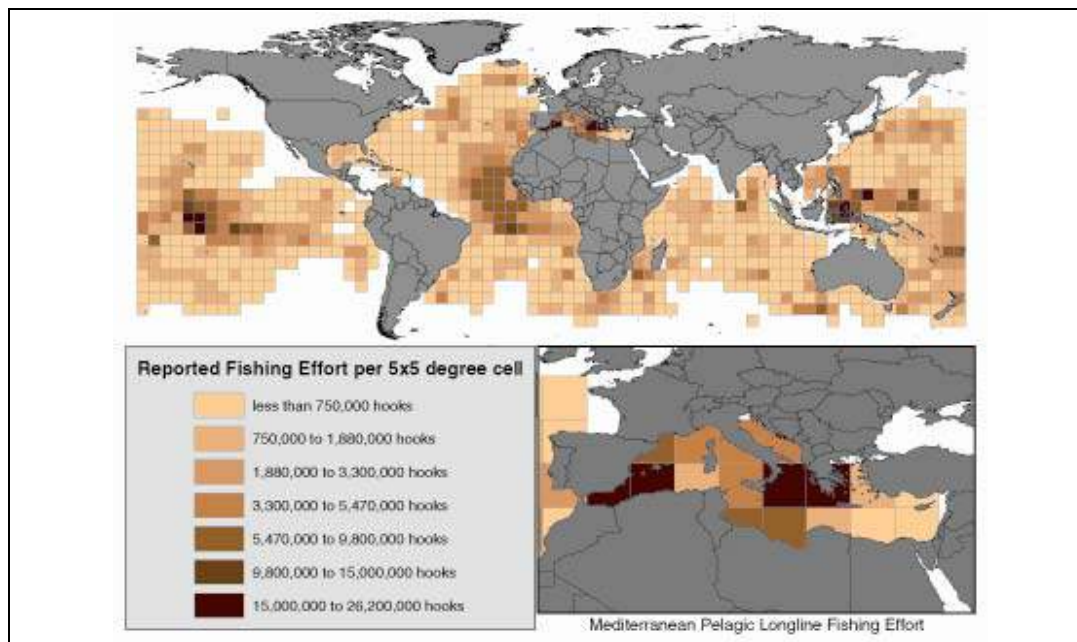 Reported Fishing Effort per 5x5 degree cell
less than 750,000 hooks
750,000 to 1,880,000 hooks
1,880,000 to 3,300,000 hooks
3,300,000 to 5,470,000 hooks
5,470,000 to 9,800,000 hooks
9,800,000 to 15,000,000 hooks
15,000,000 to 26,200,000 hooks
Mediterranean Pelagic Longline Fishing Effort